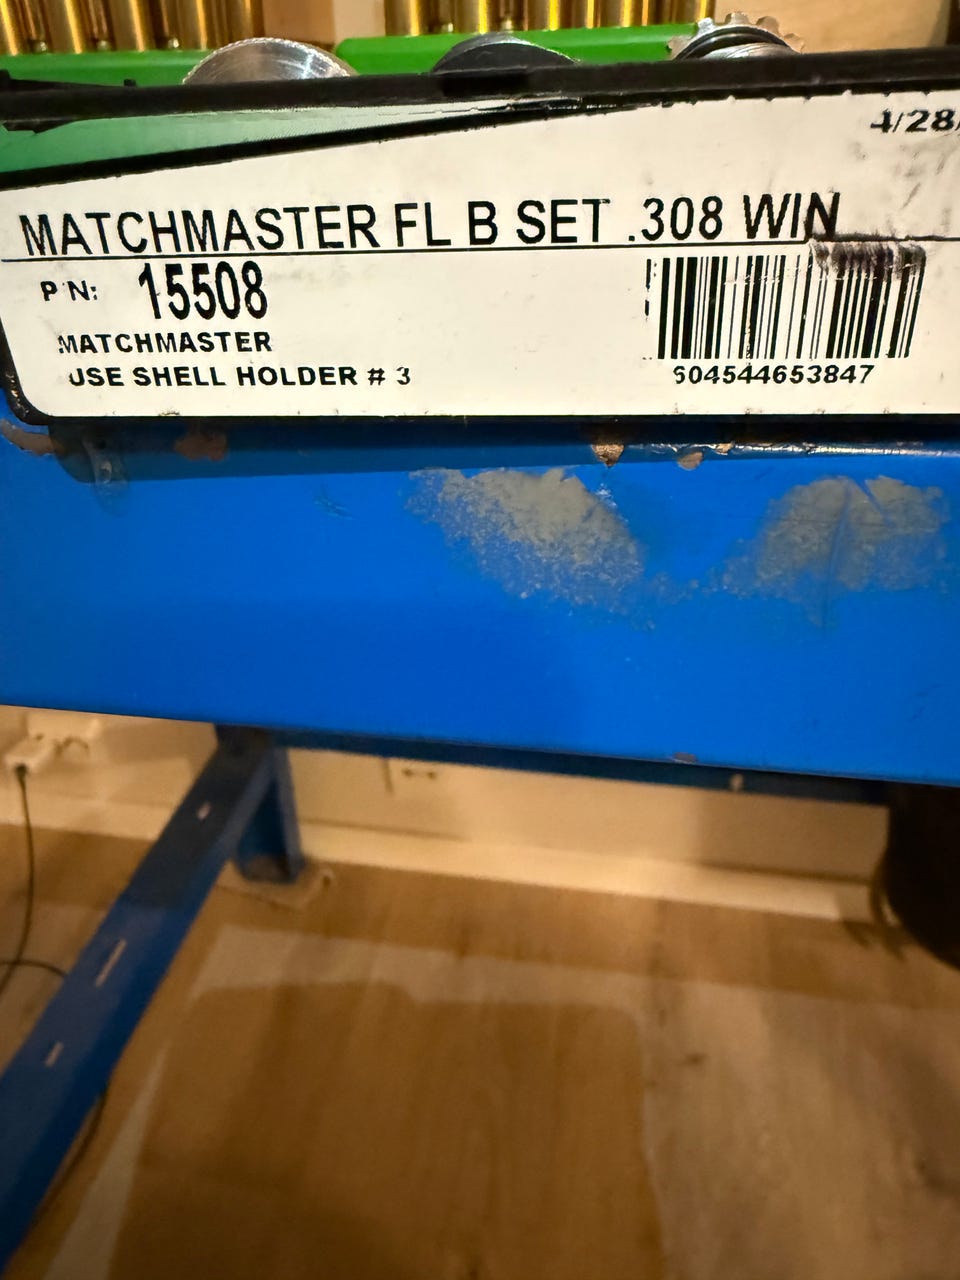 4/28/
MATCHMASTER FL B SET .308 WIN
P/N: 15508
MATCHMASTER
USE SHELL HOLDER # 3
604544653847